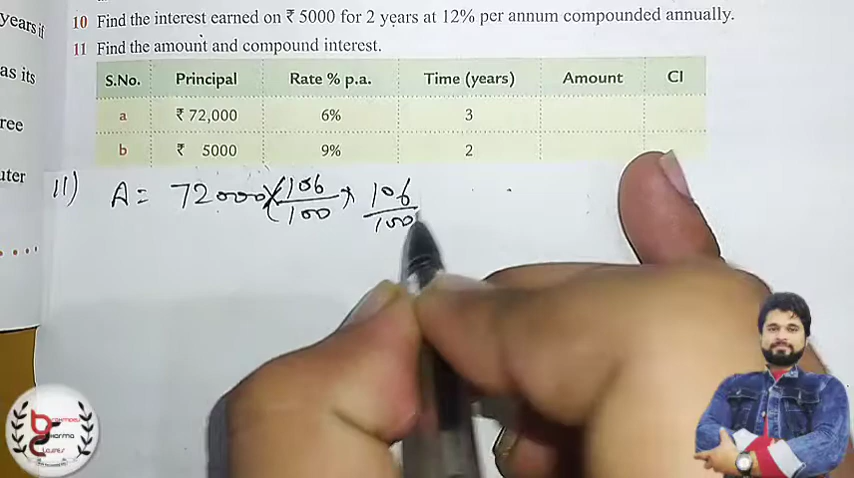 years if
10 Find the interest earned on ₹ 5000 for 2 years at 12% per annum compounded annually.
11 Find the amount and compound interest.
as its
S.No. Principal Rate % p.a. Time (years) Amount CI
a ₹ 72,000 6% 3
ree
b ₹ 5000 9% 2
uter
11) A = 72000 × (106/100 × 106/100